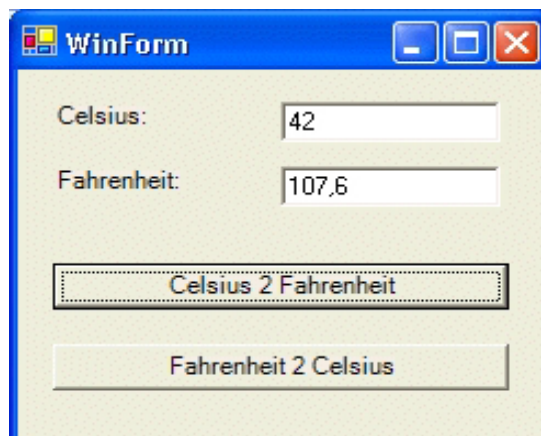 WinForm
Celsius: 42
Fahrenheit: 107,6
Celsius 2 Fahrenheit
Fahrenheit 2 Celsius